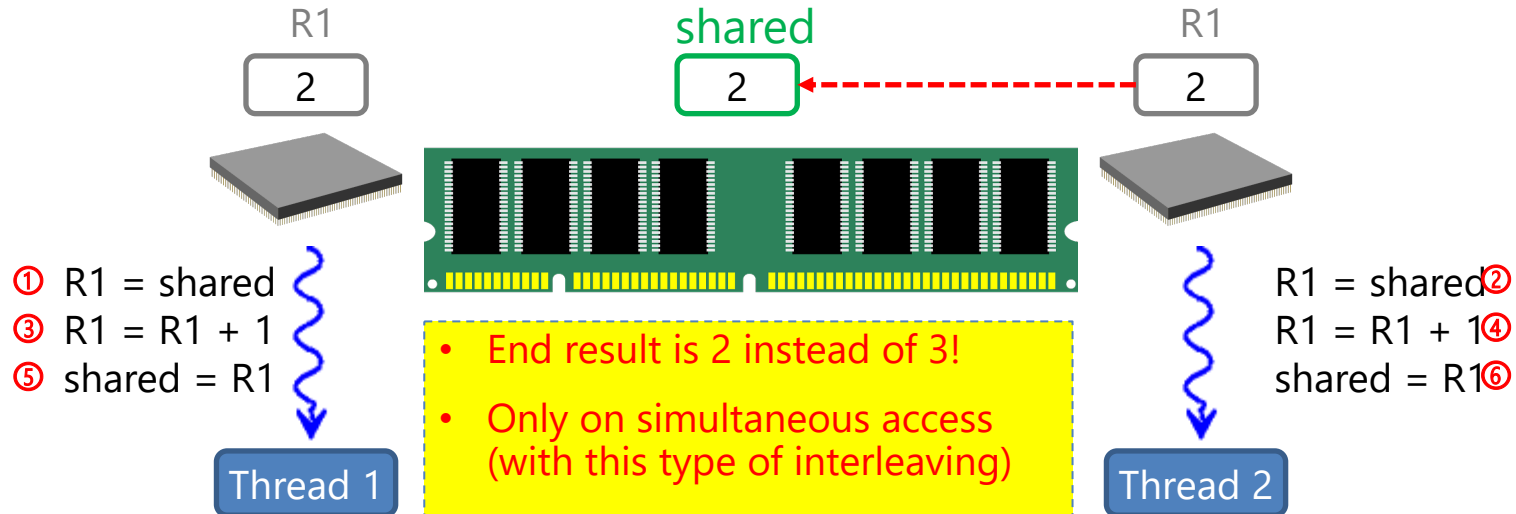 R1
shared
R1
2
2
2
① R1 = shared
③ R1 = R1 + 1
⑤ shared = R1
R1 = shared②
R1 = R1 + 1④
shared = R1⑥
• End result is 2 instead of 3!
• Only on simultaneous access
(with this type of interleaving)
Thread 1
Thread 2